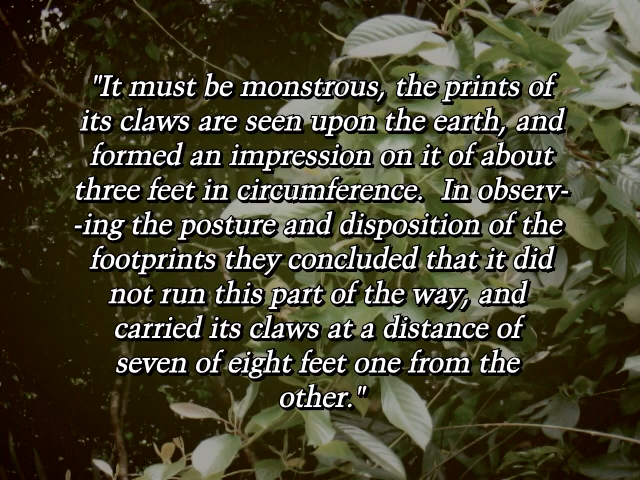 "It must be monstrous, the prints of
its claws are seen upon the earth, and
formed an impression on it of about
three feet in circumference.  In observ-
-ing the posture and disposition of the
footprints they concluded that it did
not run this part of the way, and
carried its claws at a distance of
seven of eight feet one from the
other."